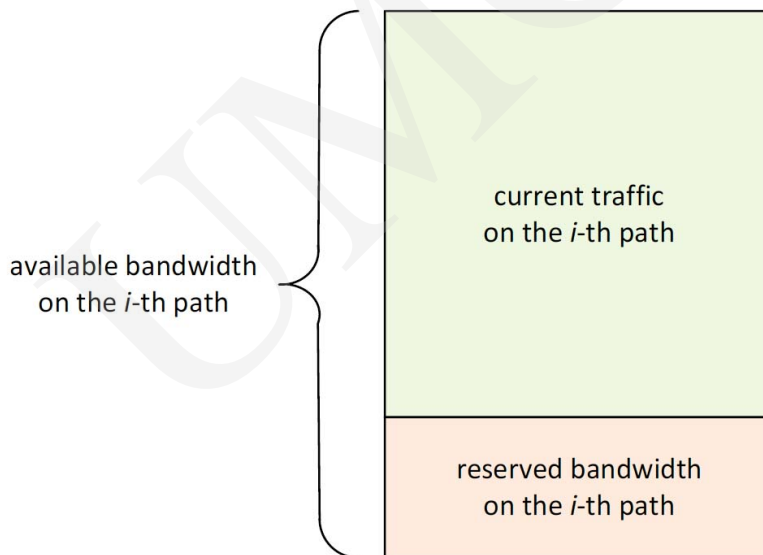 available bandwidth
on the i-th path
current traffic
on the i-th path
reserved bandwidth
on the i-th path